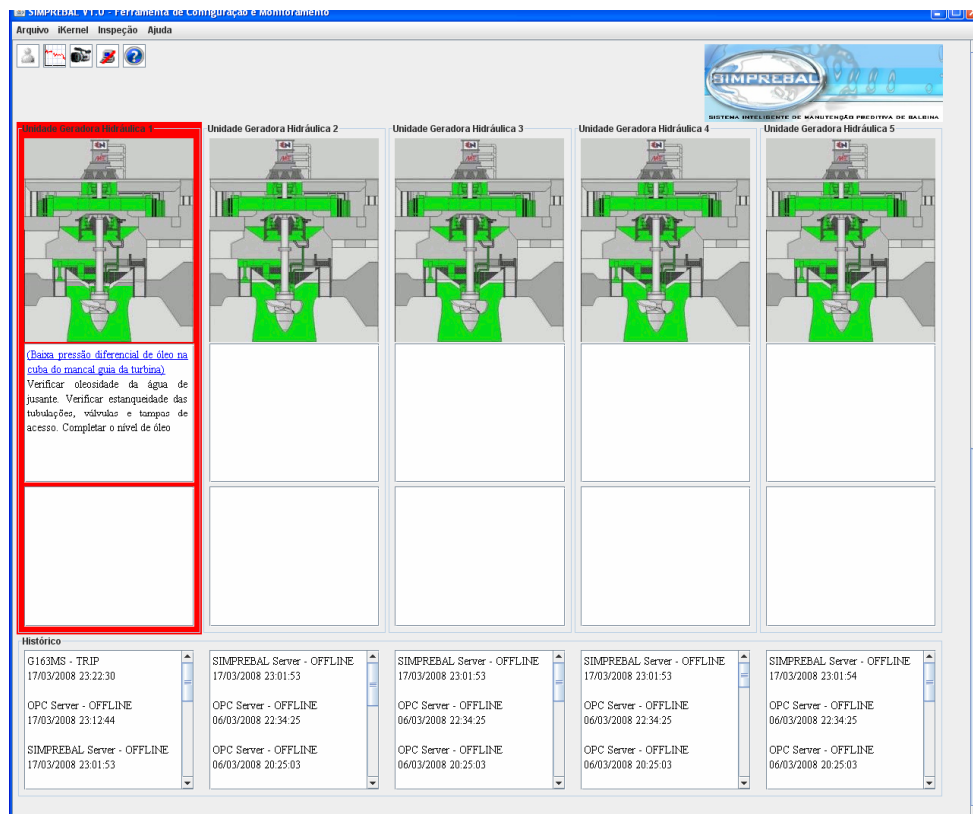 SIMPREBAL V1.0 - Ferramenta de Configuração e Monitoramento
Arquivo iKernel Inspeção Ajuda
SIMPREBAL
SISTEMA INTELIGENTE DE MANUTENÇÃO PREDITIVA DE BALBINA
Unidade Geradora Hidráulica 1
Unidade Geradora Hidráulica 2
Unidade Geradora Hidráulica 3
Unidade Geradora Hidráulica 4
Unidade Geradora Hidráulica 5
(Baixa pressão diferencial de óleo na
cuba do mancal guia da turbina)
Verificar oleosidade da água de
jusante. Verificar estanqueidade das
tubulações, válvulas e tampas de
acesso. Completar o nível de óleo
Histórico
G163MS - TRIP
17/03/2008 23:22:30
OPC Server - OFFLINE
17/03/2008 23:12:44
SIMPREBAL Server - OFFLINE
17/03/2008 23:01:53
SIMPREBAL Server - OFFLINE
17/03/2008 23:01:53
OPC Server - OFFLINE
06/03/2008 22:34:25
OPC Server - OFFLINE
06/03/2008 20:25:03
SIMPREBAL Server - OFFLINE
17/03/2008 23:01:53
OPC Server - OFFLINE
06/03/2008 22:34:25
OPC Server - OFFLINE
06/03/2008 20:25:03
SIMPREBAL Server - OFFLINE
17/03/2008 23:01:53
OPC Server - OFFLINE
06/03/2008 22:34:25
OPC Server - OFFLINE
06/03/2008 20:25:03
SIMPREBAL Server - OFFLINE
17/03/2008 23:01:54
OPC Server - OFFLINE
06/03/2008 22:34:25
OPC Server - OFFLINE
06/03/2008 20:25:03